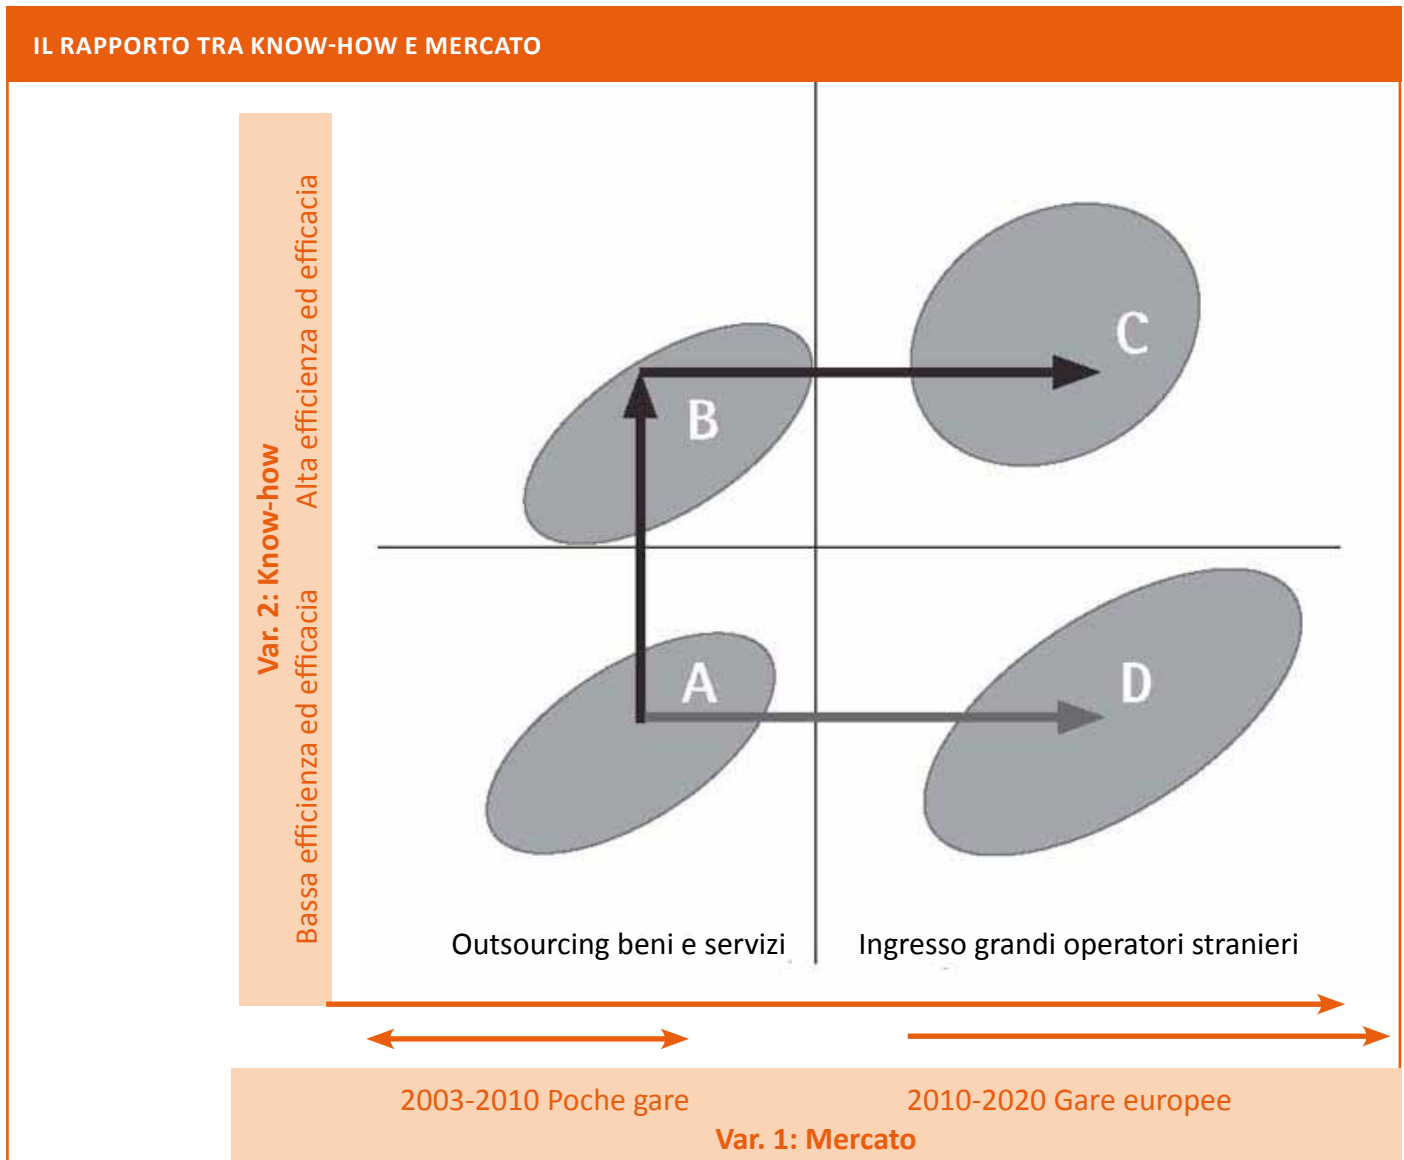 IL RAPPORTO TRA KNOW-HOW E MERCATO
Var. 2: Know-how
Alta efficienza ed efficacia
Bassa efficienza ed efficacia
C
B
A
D
Outsourcing beni e servizi
Ingresso grandi operatori stranieri
2003-2010 Poche gare
2010-2020 Gare europee
Var. 1: Mercato